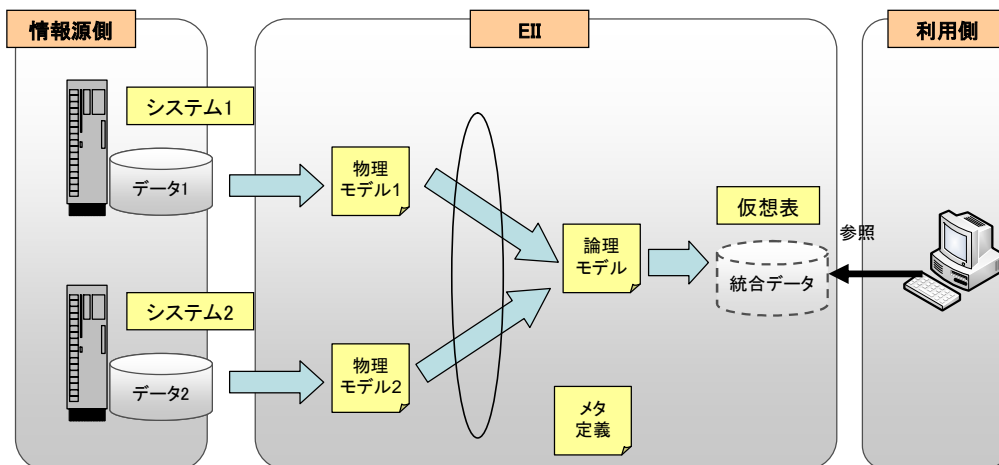 情報源側
EII
利用側
システム1
データ1
物理
モデル1
仮想表
参照
論理
モデル
統合データ
システム2
データ2
物理
モデル2
メタ
定義